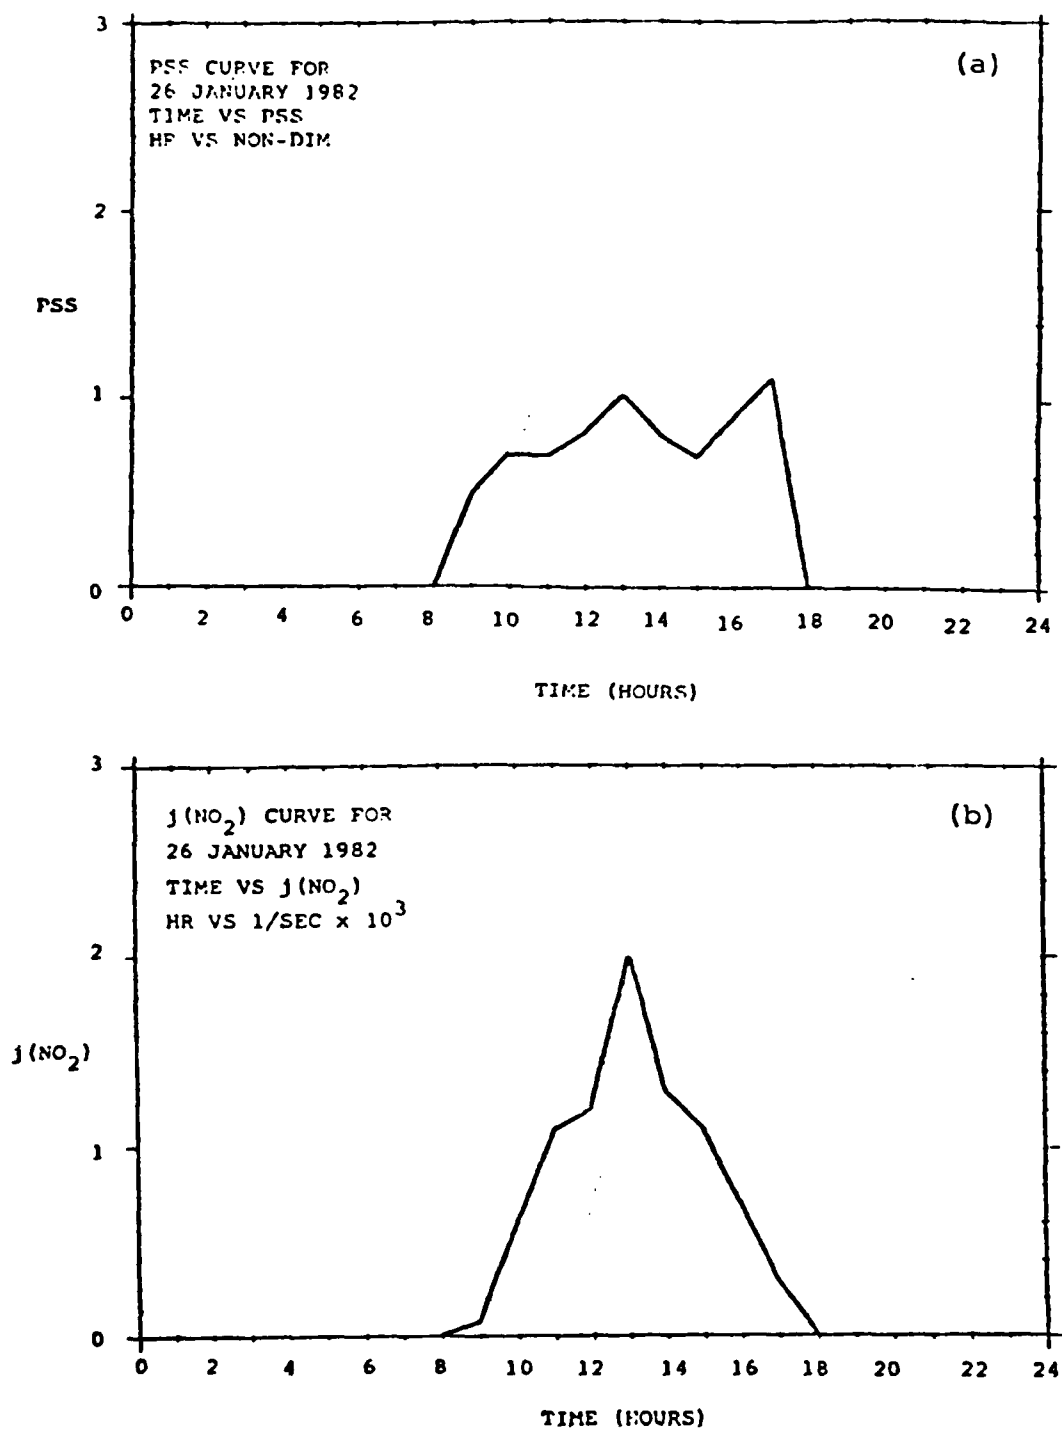 3
(a)
PSS CURVE FOR
26 JANUARY 1982
TIME VS PSS
HR VS NON-DIM
2
PSS
1
0
0 2 4 6 8 10 12 14 16 18 20 22 24
TIME (HOURS)
3
(b)
j(NO2) CURVE FOR
26 JANUARY 1982
TIME VS j(NO2)
HR VS 1/SEC x 10^3
2
j(NO2)
1
0
0 2 4 6 8 10 12 14 16 18 20 22 24
TIME (HOURS)